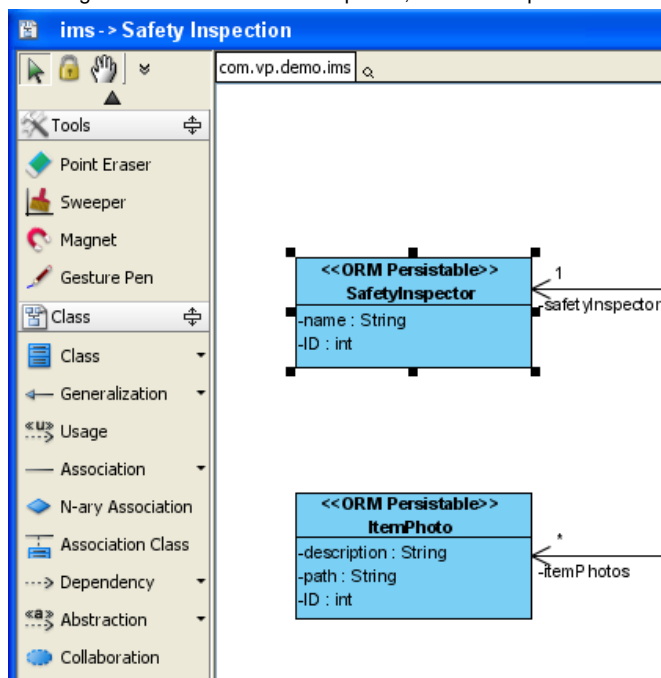 ims -> Safety Inspection
com.vp.demo.ims
Tools
Point Eraser
Sweeper
Magnet
Gesture Pen
Class
Class
Generalization
«u» Usage
Association
N-ary Association
Association Class
Dependency
«a» Abstraction
Collaboration
<<ORM Persistable>>
SafetyInspector
-name : String
-ID : int
1
-safetyInspector
<<ORM Persistable>>
ItemPhoto
-description : String
-path : String
-ID : int
*
-itemPhotos